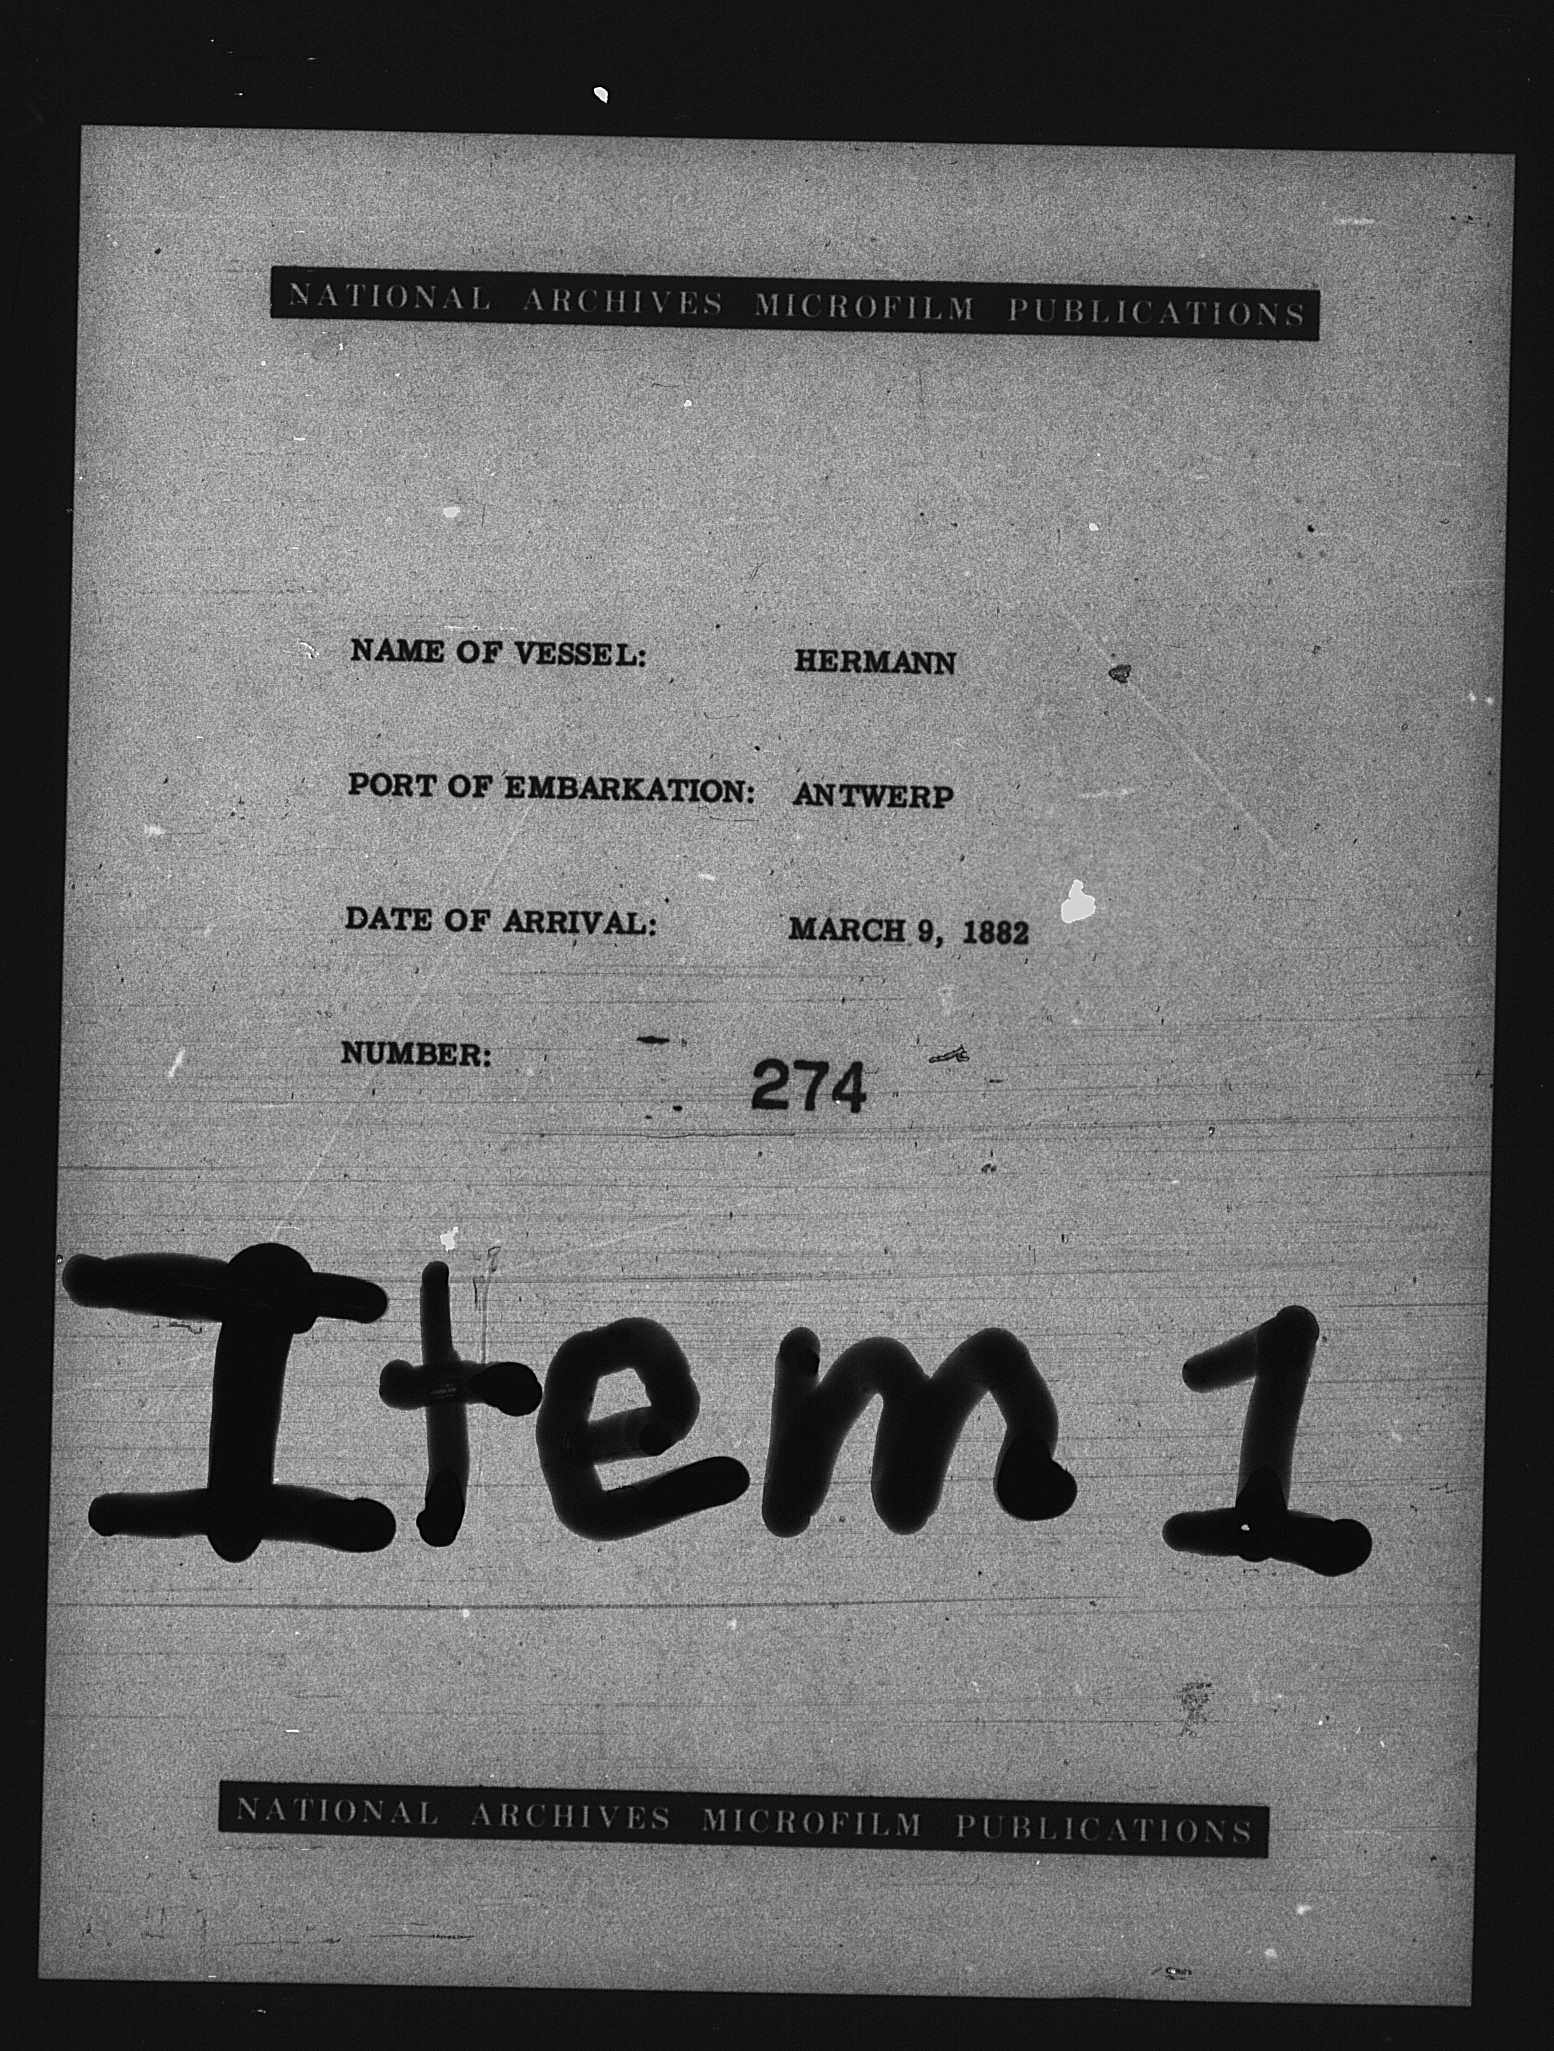 NATIONAL ARCHIVES MICROFILM PUBLICATIONS
NAME OF VESSEL: HERMANN
PORT OF EMBARKATION: ANTWERP
DATE OF ARRIVAL: MARCH 9, 1882
NUMBER: 274
Item 1
NATIONAL ARCHIVES MICROFILM PUBLICATIONS